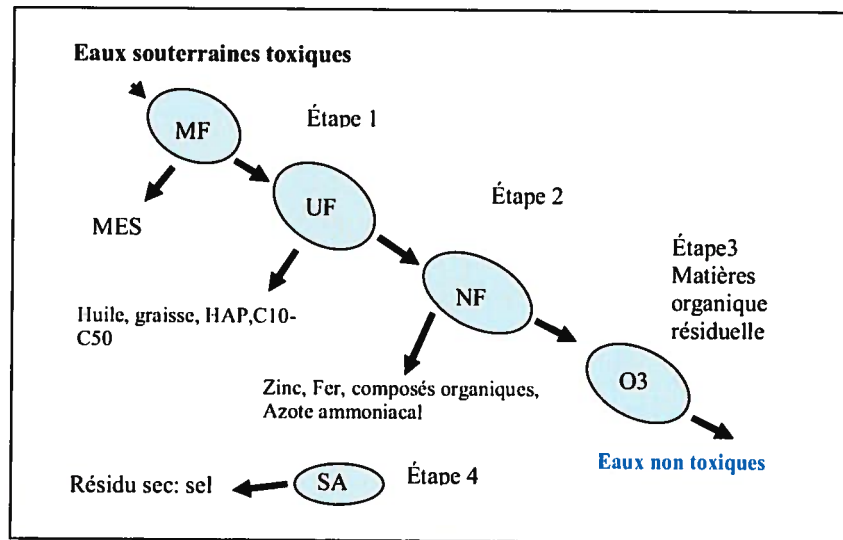 Eaux souterraines toxiques
MF
Étape 1
UF
MES
Étape 2
NF
Huile, graisse, HAP,C10-
C50
Étape3
Matières
organique
résiduelle
O3
Zinc, Fer, composés organiques,
Azote ammoniacal
Eaux non toxiques
Résidu sec: sel
SA
Étape 4